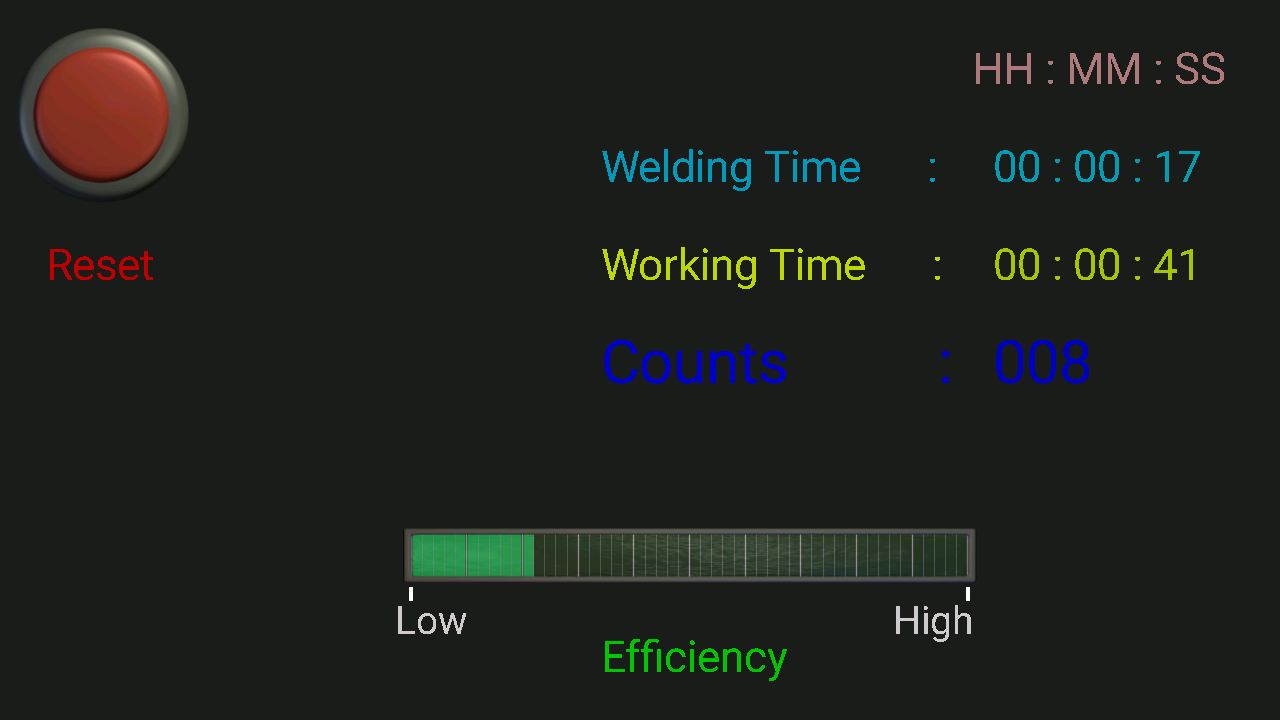 HH : MM : SS
Welding Time : 00 : 00 : 17
Reset
Working Time : 00 : 00 : 41
Counts : 008
Low High
Efficiency